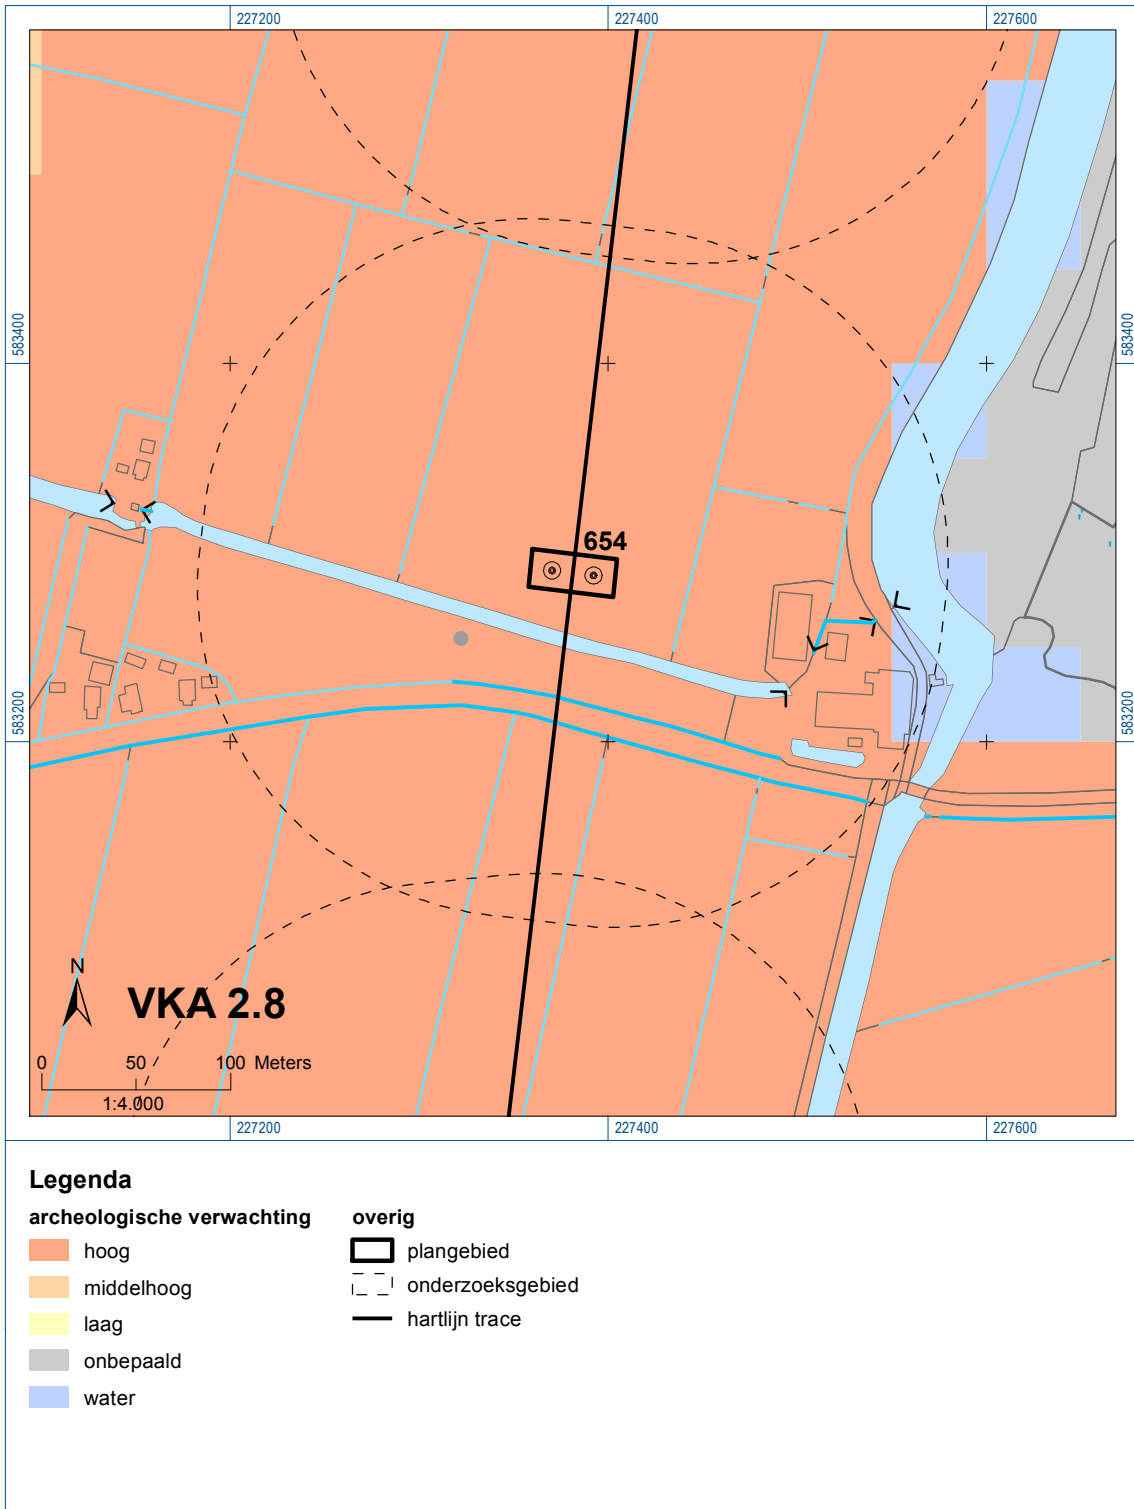 227200
227400
227600
583400
583400
654
583200
583200
N
VKA 2.8
0
50
100 Meters
1:4.000
227200
227400
227600
Legenda
archeologische verwachting
hoog
middelhoog
laag
onbepaald
water
overig
plangebied
onderzoeksgebied
hartlijn trace